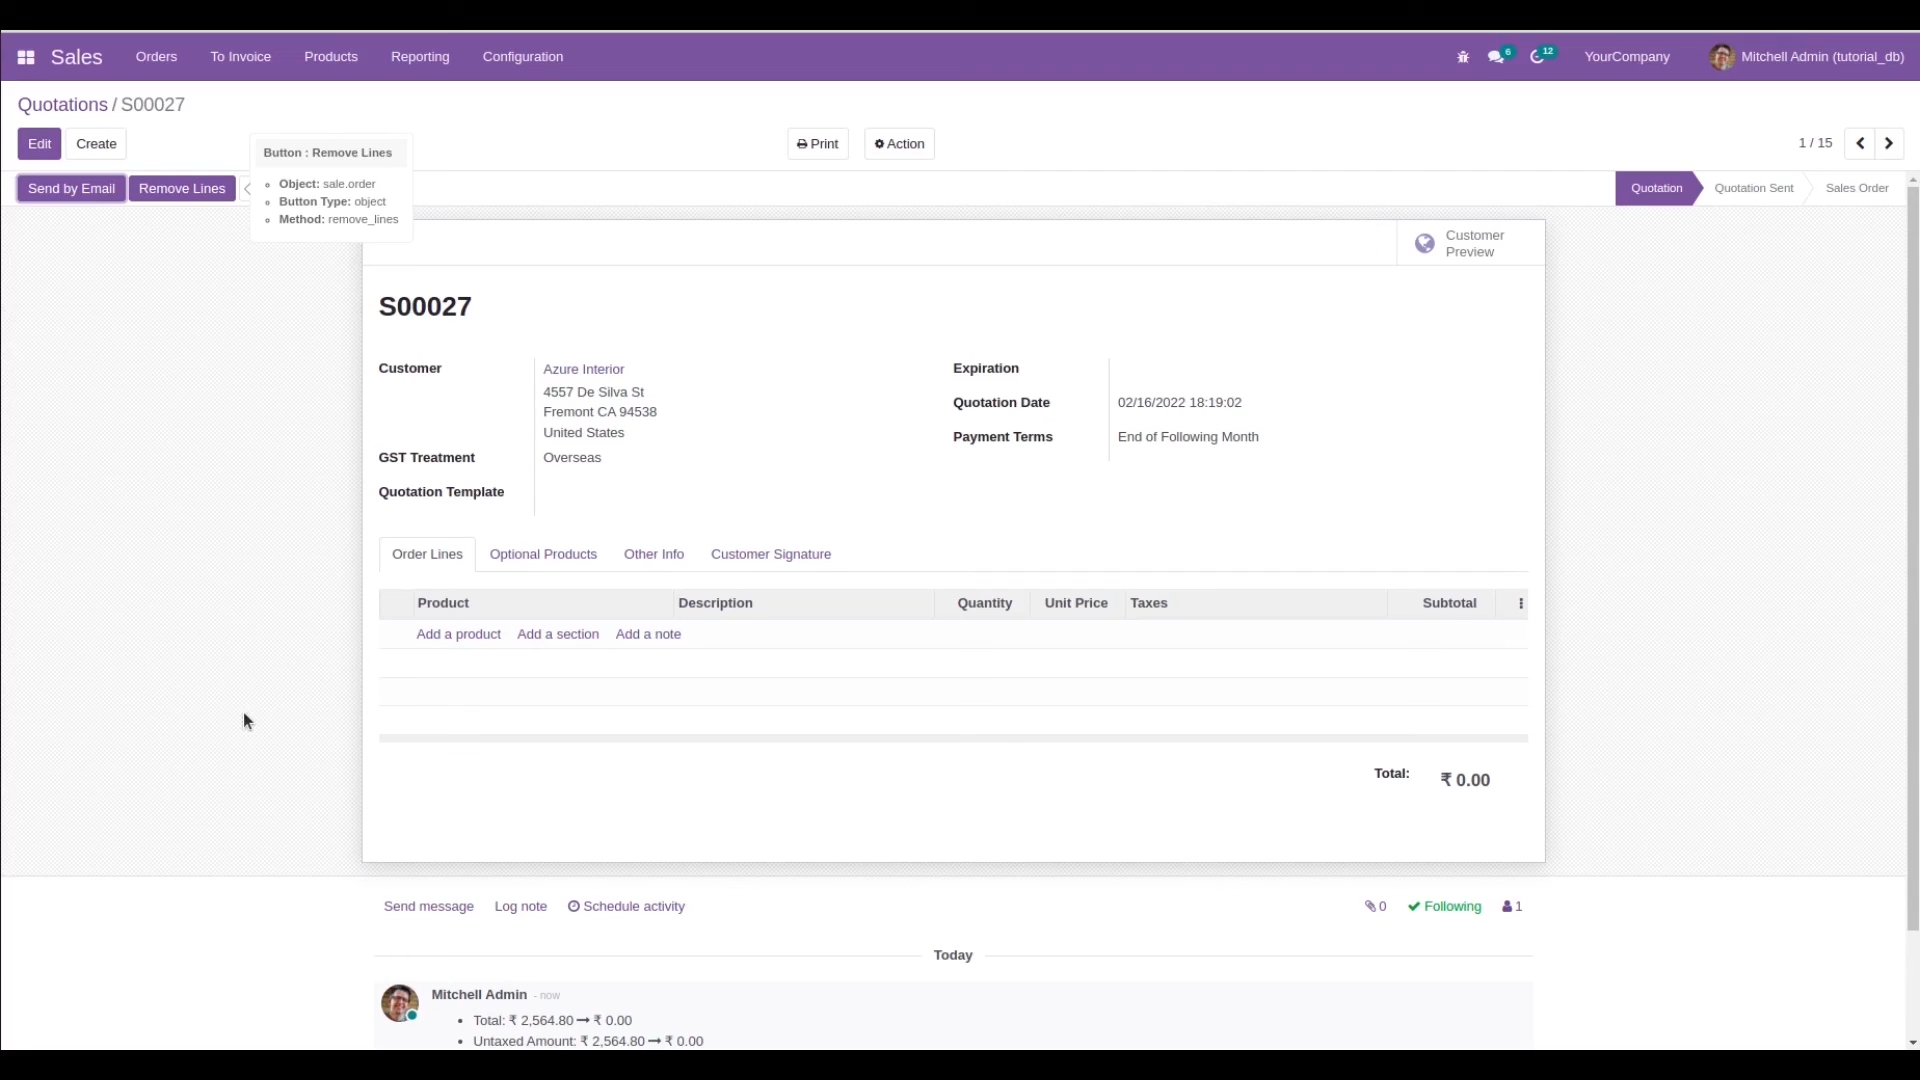 Sales Orders To Invoice Products Reporting Configuration 6 12 YourCompany Mitchell Admin (tutorial_db)
Quotations / S00027
Edit Create Print Action 1 / 15
Button : Remove Lines
Object: sale.order
Button Type: object
Method: remove_lines
Send by Email Remove Lines Quotation Quotation Sent Sales Order
Customer
Preview
S00027
Customer Azure Interior Expiration
4557 De Silva St
Fremont CA 94538 Quotation Date 02/16/2022 18:19:02
United States Payment Terms End of Following Month
GST Treatment Overseas
Quotation Template
Order Lines Optional Products Other Info Customer Signature
Product Description Quantity Unit Price Taxes Subtotal
Add a product Add a section Add a note
Total: ₹ 0.00
Send message Log note Schedule activity 0 Following 1
Today
Mitchell Admin - now
Total: ₹ 2,564.80 → ₹ 0.00
Untaxed Amount: ₹ 2,564.80 → ₹ 0.00